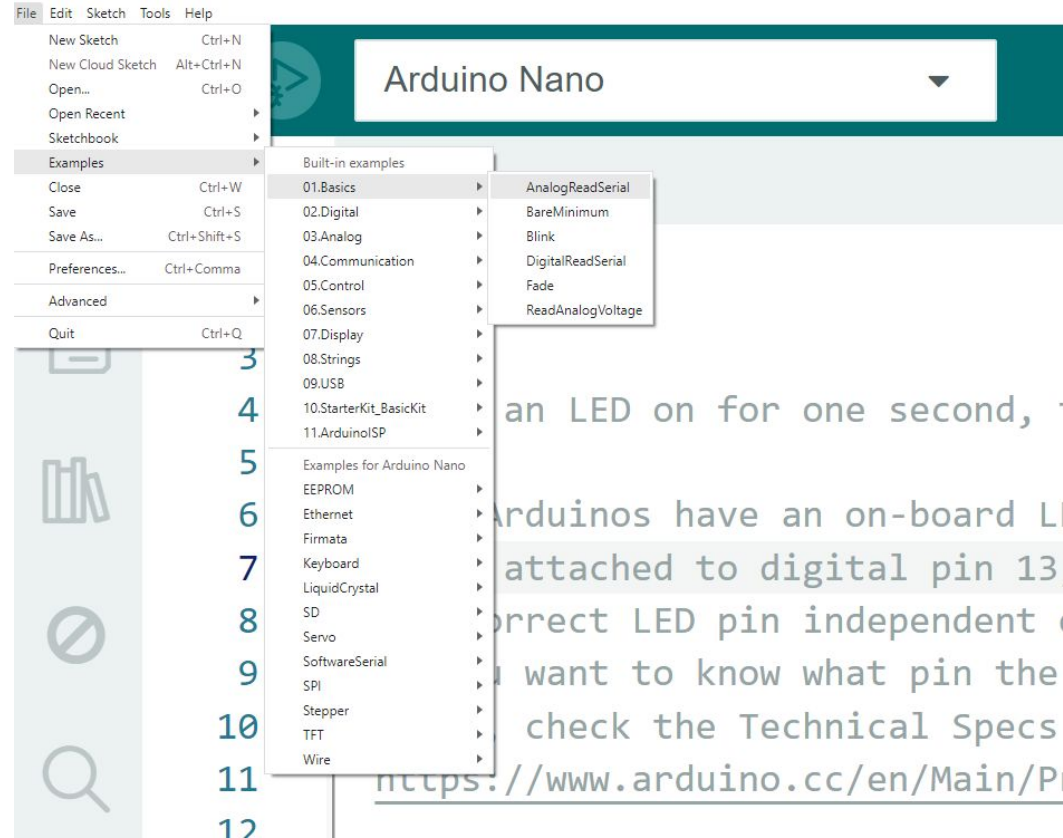 File Edit Sketch Tools Help
New Sketch Ctrl+N
New Cloud Sketch Alt+Ctrl+N
Open... Ctrl+O
Open Recent
Sketchbook
Examples
Close Ctrl+W
Save Ctrl+S
Save As... Ctrl+Shift+S
Preferences... Ctrl+Comma
Advanced
Quit Ctrl+Q
Arduino Nano
Built-in examples
01.Basics
02.Digital
03.Analog
04.Communication
05.Control
06.Sensors
07.Display
08.Strings
09.USB
10.StarterKit_BasicKit
11.ArduinoISP
Examples for Arduino Nano
EEPROM
Ethernet
Firmata
Keyboard
LiquidCrystal
SD
Servo
SoftwareSerial
SPI
Stepper
TFT
Wire
AnalogReadSerial
BareMinimum
Blink
DigitalReadSerial
Fade
ReadAnalogVoltage
3
4 an LED on for one second,
5
6 Arduinos have an on-board
7 attached to digital pin 13
8 LED pin independent
9 want to know what pin the
10 check the Technical Specs
11 https://www.arduino.cc/en/Main/
12